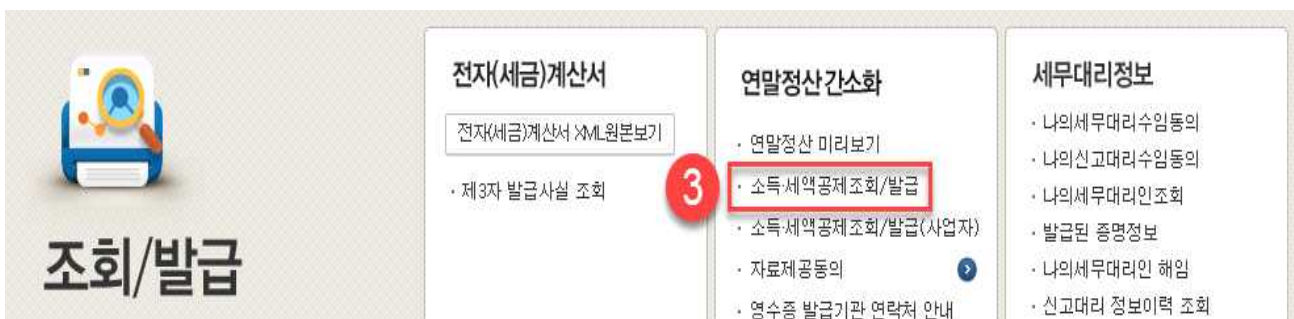 조회/발급
전자(세금)계산서
전자(세금)계산서 XML원본보기
· 제3자 발급사실 조회
3
연말정산간소화
· 연말정산 미리보기
· 소득·세액공제조회/발급
· 소득·세액공제조회/발급(사업자)
· 자료제공동의
· 영수증 발급기관 연락처 안내
세무대리정보
· 나의세무대리수임동의
· 나의신고대리수임동의
· 나의세무대리인조회
· 발급된 증명정보
· 나의세무대리인 해임
· 신고대리 정보이력 조회